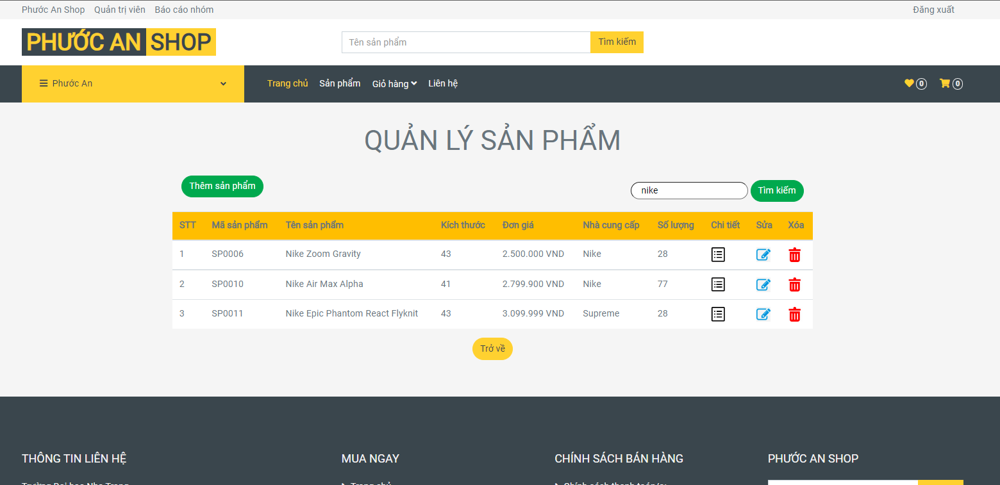 Phước An Shop Quản trị viên Báo cáo nhóm Đăng xuất
PHƯỚC AN SHOP
Tên sản phẩm Tìm kiếm
Phước An Trang chủ Sản phẩm Giỏ hàng Liên hệ 0 0
QUẢN LÝ SẢN PHẨM
Thêm sản phẩm nike Tìm kiếm
STT Mã sản phẩm Tên sản phẩm Kích thước Đơn giá Nhà cung cấp Số lượng Chi tiết Sửa Xóa
1 SP0006 Nike Zoom Gravity 43 2.500.000 VND Nike 28
2 SP0010 Nike Air Max Alpha 41 2.799.900 VND Nike 77
3 SP0011 Nike Epic Phantom React Flyknit 43 3.099.999 VND Supreme 28
Trở về
THÔNG TIN LIÊN HỆ MUA NGAY CHÍNH SÁCH BÁN HÀNG PHƯỚC AN SHOP
Trang chủ